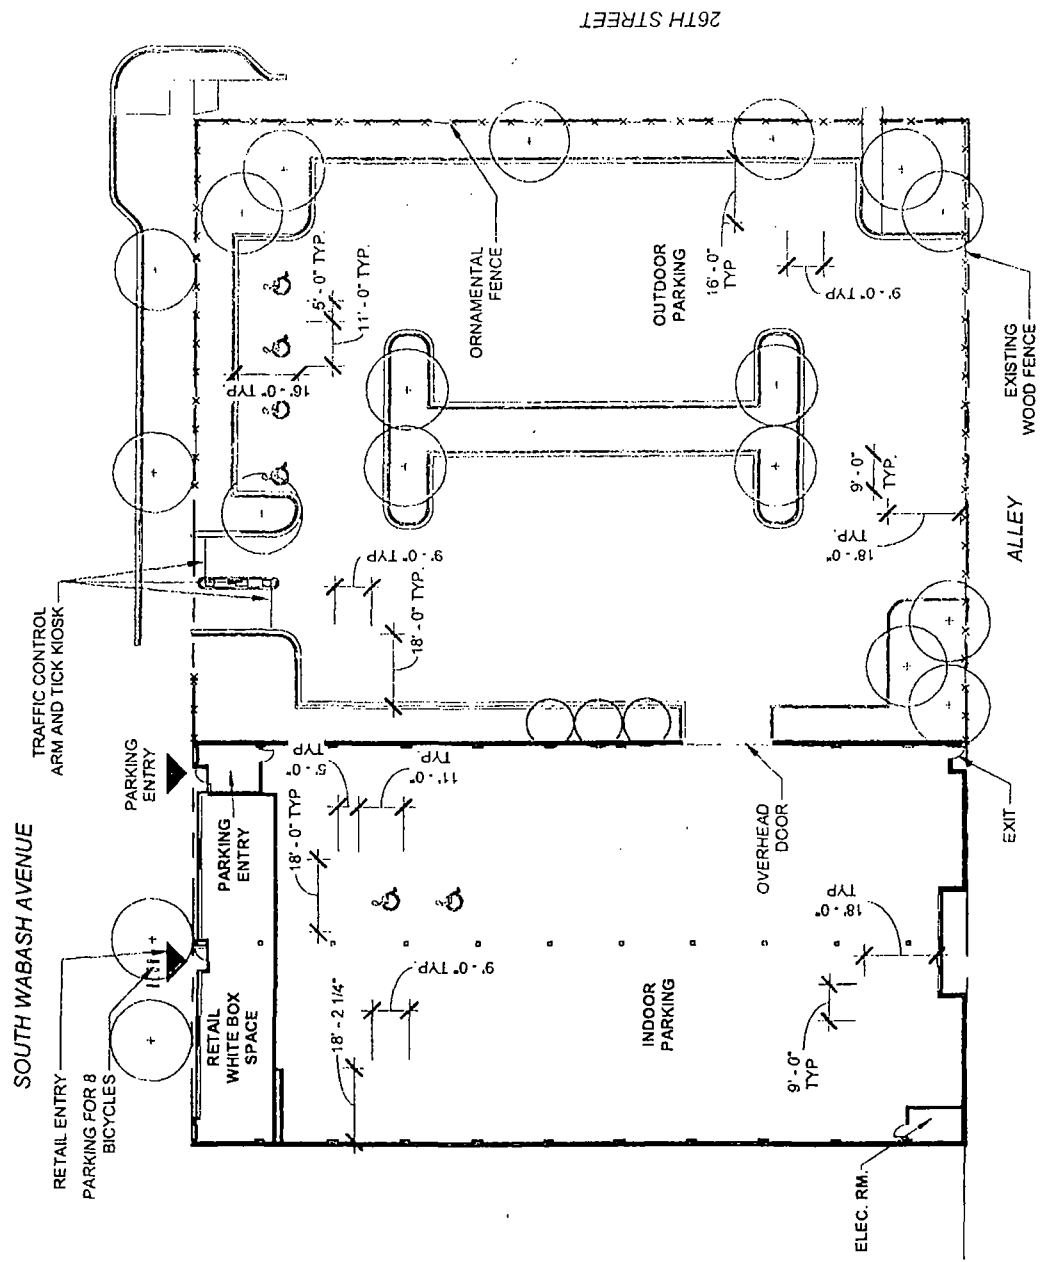 SOUTH WABASH AVENUE
26TH STREET
RETAIL ENTRY
PARKING FOR 8
BICYCLES
PARKING
ENTRY
TRAFFIC CONTROL
ARM AND TICK KIOSK
RETAIL
WHITE BOX
SPACE
PARKING
ENTRY
18' - 2 1/4"
9' - 0" TYP.
18' - 0" TYP
5' - 0"
TYP
11' - 0"
TYP.
INDOOR
PARKING
9' - 0"
TYP
18' - 0"
TYP
OVERHEAD
DOOR
ELEC. RM.
EXIT
18' - 0" TYP.
9' - 0" TYP
16' - 0" TYP.
5' - 0" TYP.
11' - 0" TYP.
ORNAMENTAL
FENCE
OUTDOOR
PARKING
16' - 0"
TYP
9' - 0" TYP
9' - 0"
TYP.
18' - 0"
TYP.
ALLEY
EXISTING
WOOD FENCE